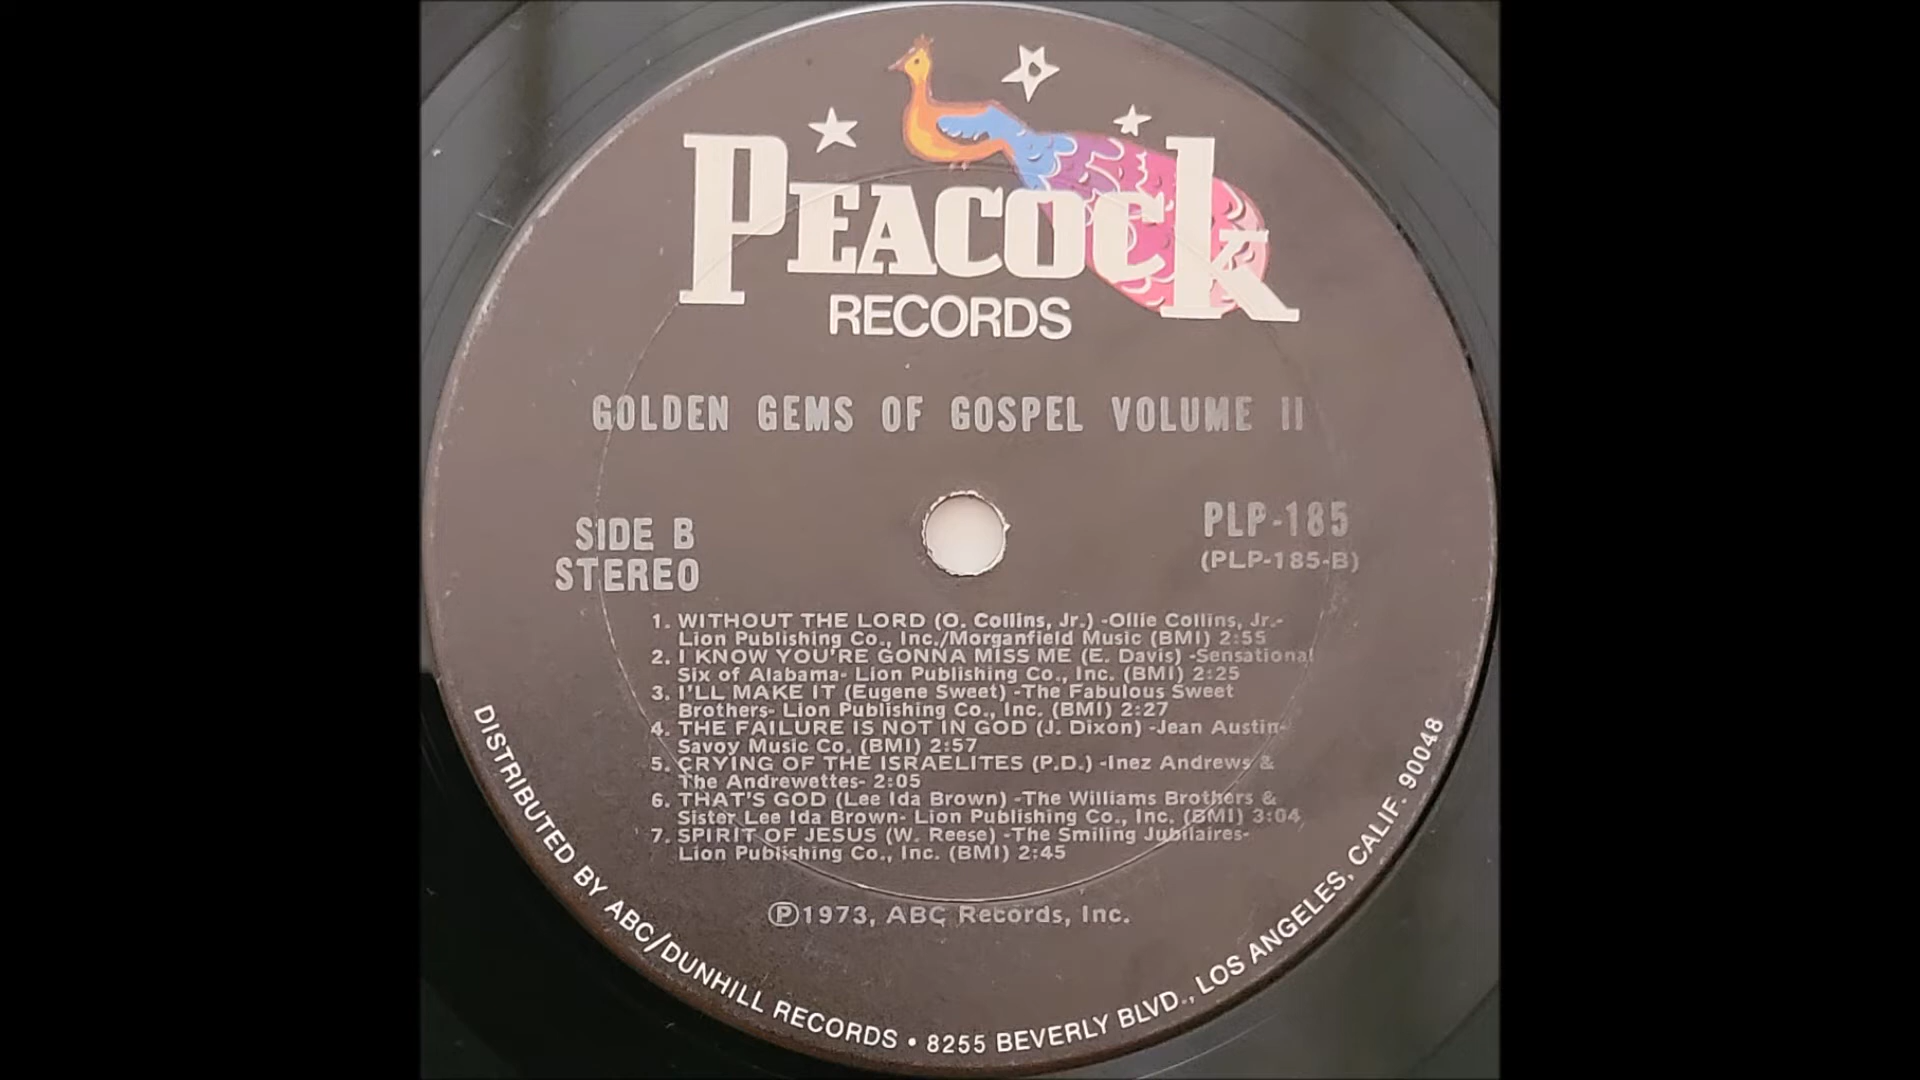 PEACOCK
RECORDS
GOLDEN GEMS OF GOSPEL VOLUME II
SIDE B
STEREO
PLP-185
(PLP-185-B)
1. WITHOUT THE LORD (O. Collins, Jr.) -Ollie Collins, Jr.-
Lion Publishing Co., Inc./Morganfield Music (BMI) 2:55
2. I KNOW YOU'RE GONNA MISS ME (E. Davis) -Sensational
Six of Alabama- Lion Publishing Co., Inc. (BMI) 2:25
3. I'LL MAKE IT (Eugene Sweet) -The Fabulous Sweet
Brothers- Lion Publishing Co., Inc. (BMI) 2:27
4. THE FAILURE IS NOT IN GOD (J. Dixon) -Jean Austin-
Savoy Music Co. (BMI) 2:57
5. CRYING OF THE ISRAELITES (P.D.) -Inez Andrews &
The Andrewettes- 2:05
6. THAT'S GOD (Lee Ida Brown) -The Williams Brothers &
Sister Lee Ida Brown- Lion Publishing Co., Inc. (BMI) 3:04
7. SPIRIT OF JESUS (W. Reese) -The Smiling Jubilaires-
Lion Publishing Co., Inc. (BMI) 2:45
Ⓟ1973, ABC Records, Inc.
DISTRIBUTED BY ABC/DUNHILL RECORDS • 8255 BEVERLY BLVD., LOS ANGELES, CALIF. 90048